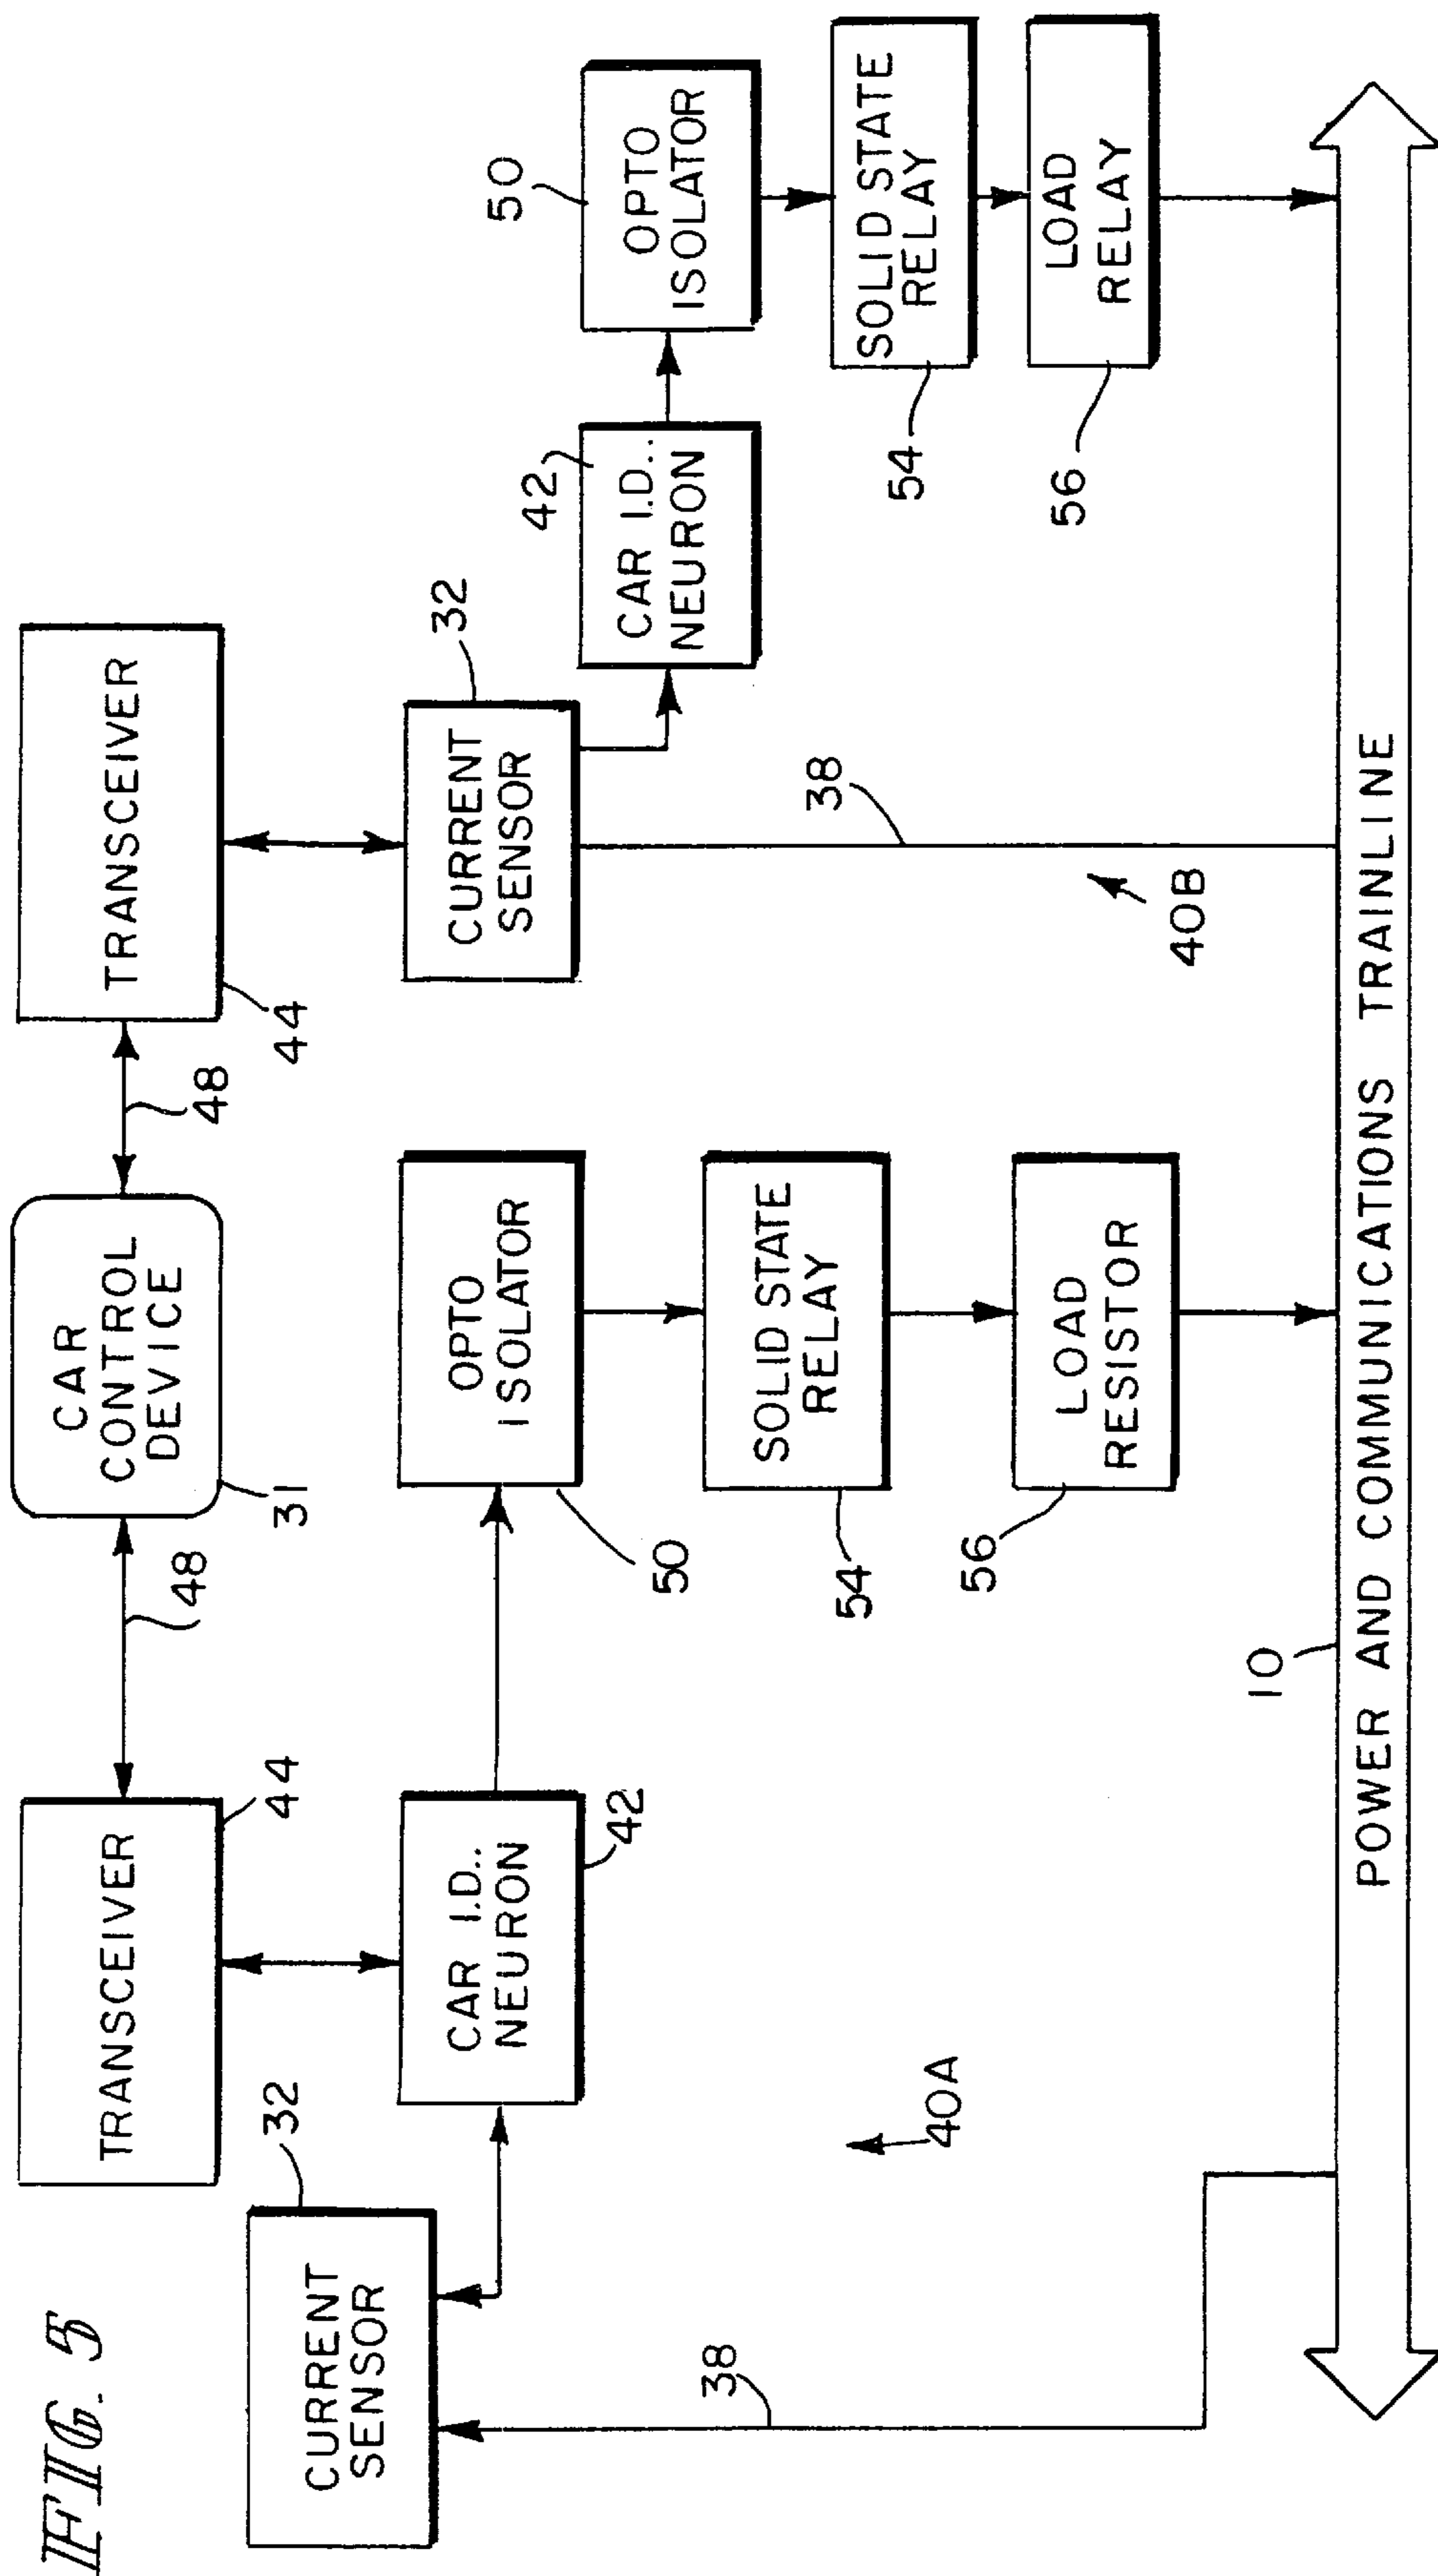 FIG. 5
TRANSCEIVER
44
48
CAR
CONTROL
DEVICE
31
48
TRANSCEIVER
44
CURRENT
SENSOR
32
CAR I.D..
NEURON
42
OPTO
ISOLATOR
50
CURRENT
SENSOR
32
CAR I.D..
NEURON
42
OPTO
ISOLATOR
50
SOLID STATE
RELAY
54
SOLID STATE
RELAY
54
LOAD
RESISTOR
56
LOAD
RELAY
56
38
40A
38
40B
10
POWER AND COMMUNICATIONS TRAINLINE